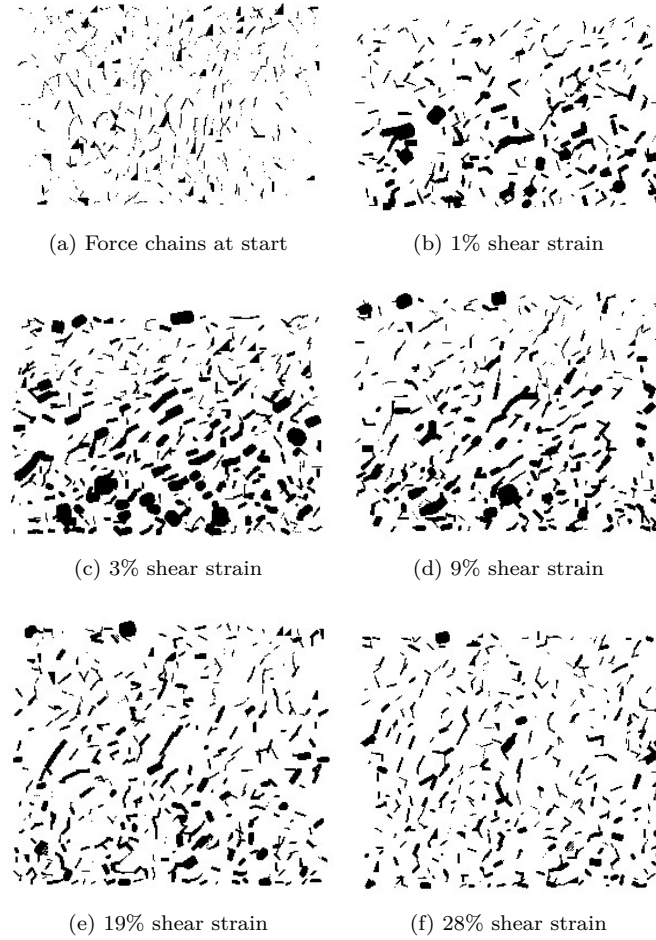 (a) Force chains at start
(b) 1% shear strain
(c) 3% shear strain
(d) 9% shear strain
(e) 19% shear strain
(f) 28% shear strain